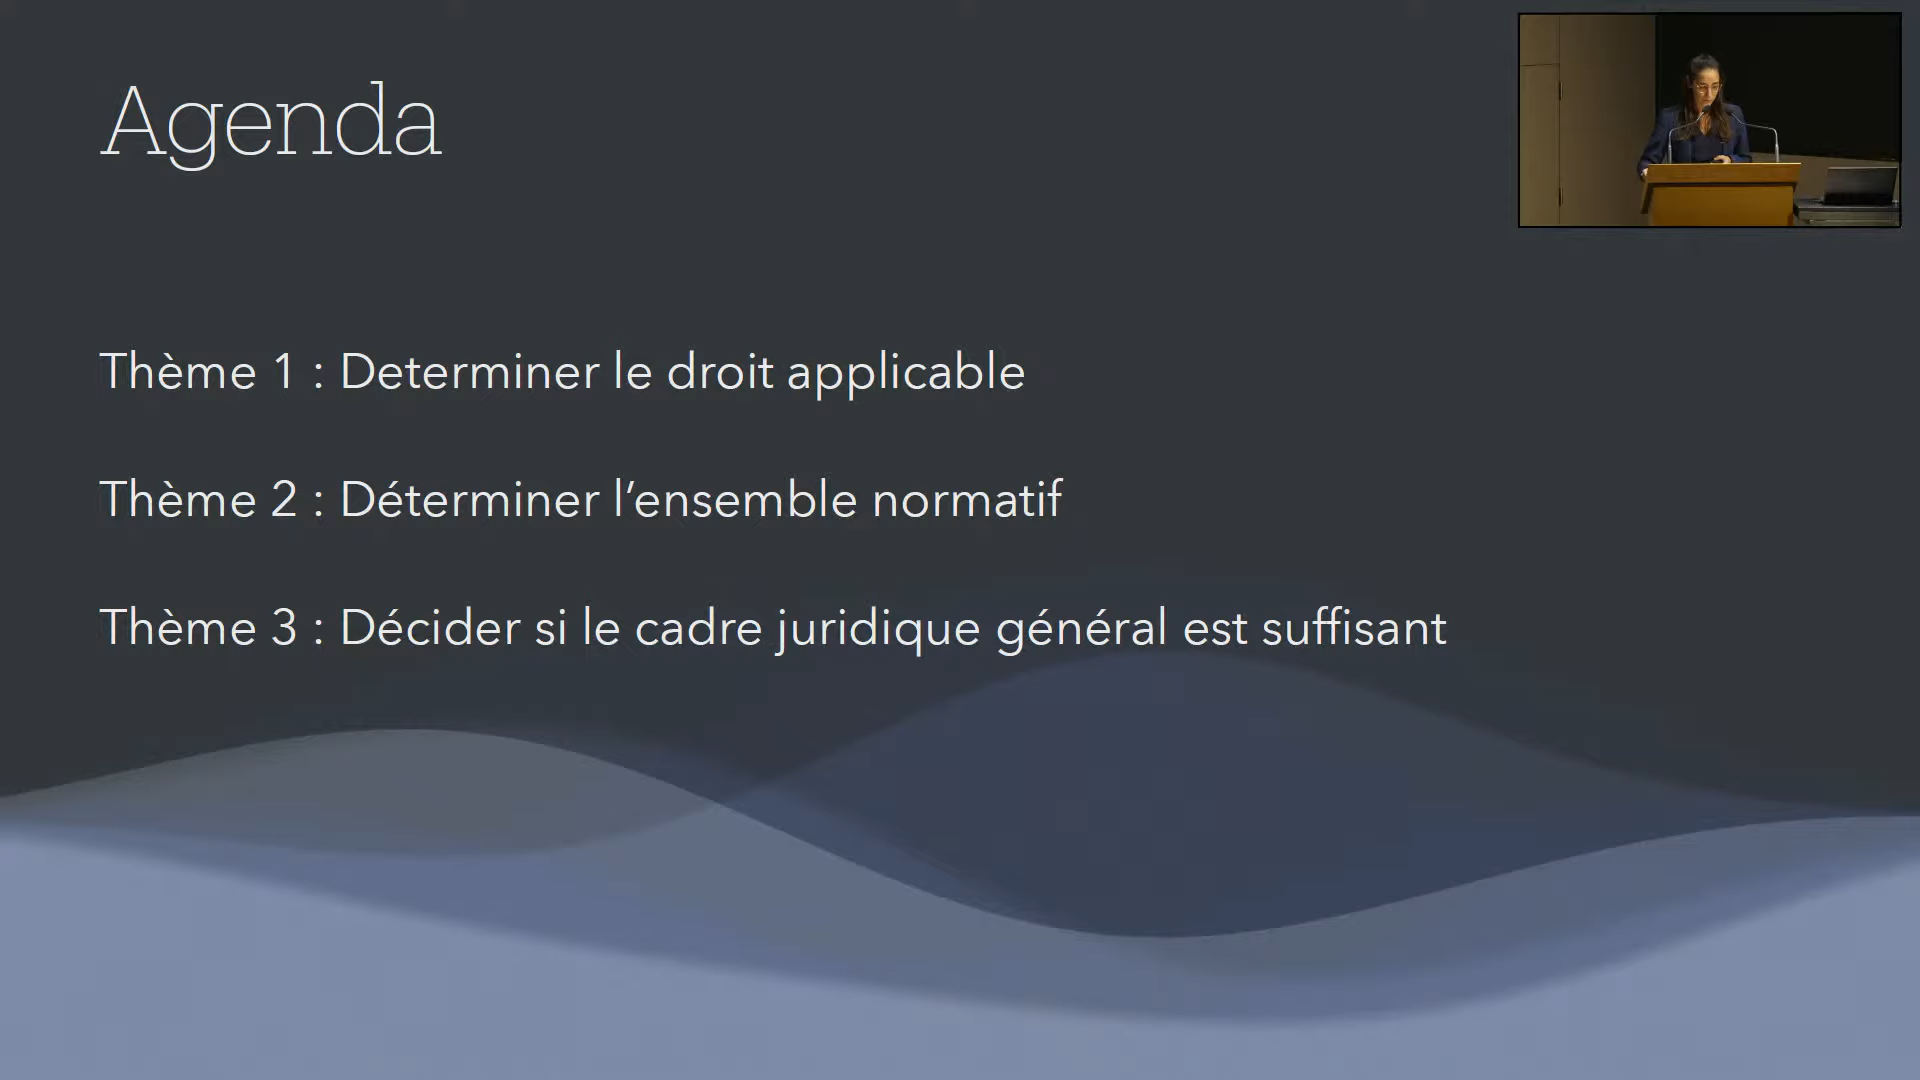 Agenda
Thème 1 : Determiner le droit applicable
Thème 2 : Déterminer l’ensemble normatif
Thème 3 : Décider si le cadre juridique général est suffisant